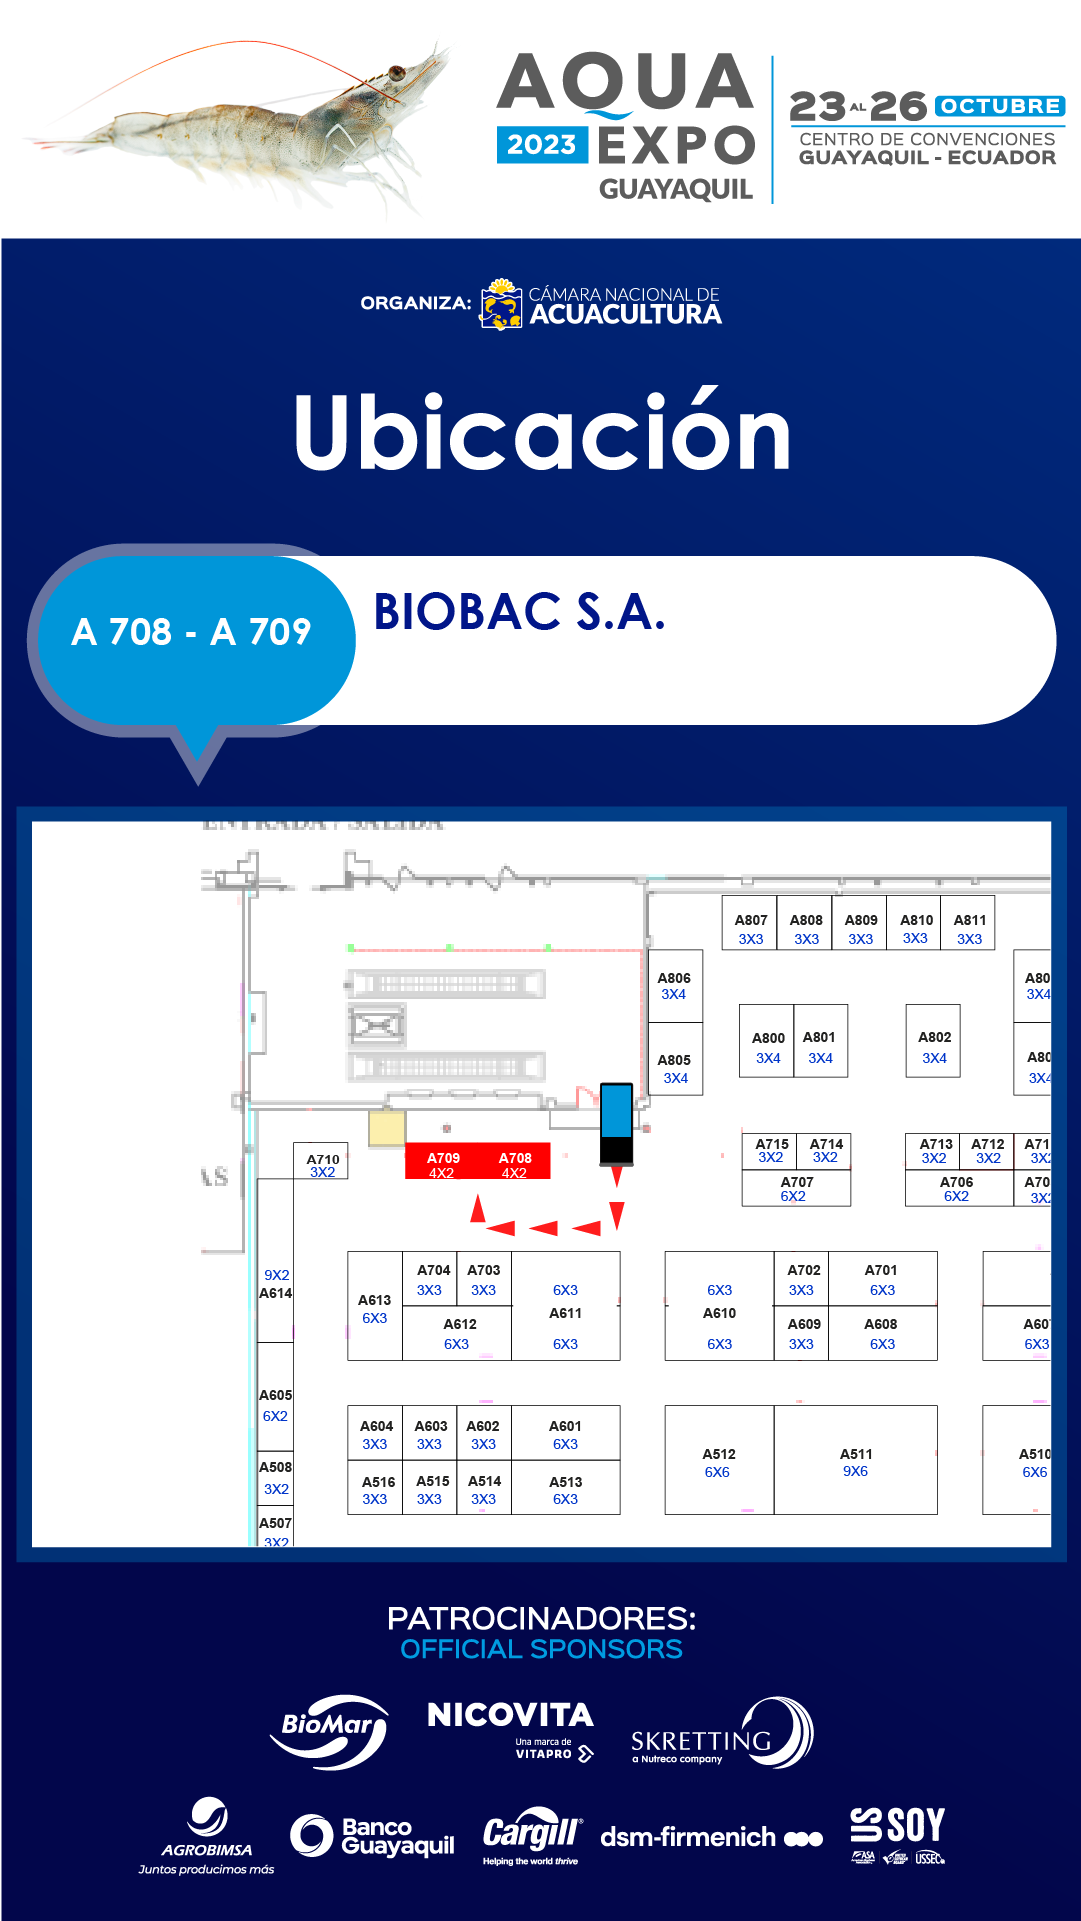 AQUA
2023 EXPO
GUAYAQUIL
23 AL 26 OCTUBRE
CENTRO DE CONVENCIONES
GUAYAQUIL - ECUADOR
ORGANIZA: CÁMARA NACIONAL DE
ACUACULTURA
Ubicación
A 708 - A 709
BIOBAC S.A.
ENTRADA / SALIDA
A807 A808 A809 A810 A811
3X3 3X3 3X3 3X3 3X3
A806
3X4
A805
3X4
A800 A801 A802
3X4 3X4 3X4
3X4
3X4
A710
3X2
A709 A708
4X2 4X2
A715 A714 A713 A712
3X2 3X2 3X2 3X2
A707 A706
6X2 6X2
9X2
A614
A613
6X3
A704 A703
3X3 3X3
A612
6X3
6X3
A611
6X3
6X3
A610
6X3
A702 A701
3X3 6X3
A609 A608
3X3 6X3
6X3
A605
6X2
A508
3X2
A507
3X2
A604 A603 A602 A601
3X3 3X3 3X3 6X3
A516 A515 A514 A513
3X3 3X3 3X3 6X3
A512 A511 A510
6X6 9X6 6X6
PATROCINADORES:
OFFICIAL SPONSORS
BioMar
NICOVITA
Una marca de
VITAPRO
SKRETTING
a Nutreco company
AGROBIMSA
Juntos producimos más
Banco
Guayaquil
Cargill®
Helping the world thrive
dsm-firmenich
US SOY
ASA
USSEC